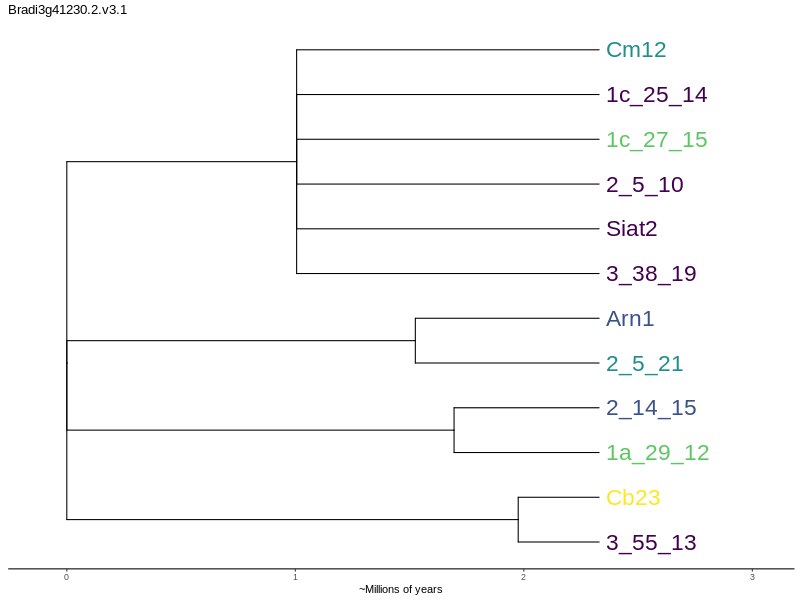 Bradi3g41230.2.v3.1
Cm12
1c_25_14
1c_27_15
2_5_10
Siat2
3_38_19
Arn1
2_5_21
2_14_15
1a_29_12
Cb23
3_55_13
0 1 2 3
~Millions of years